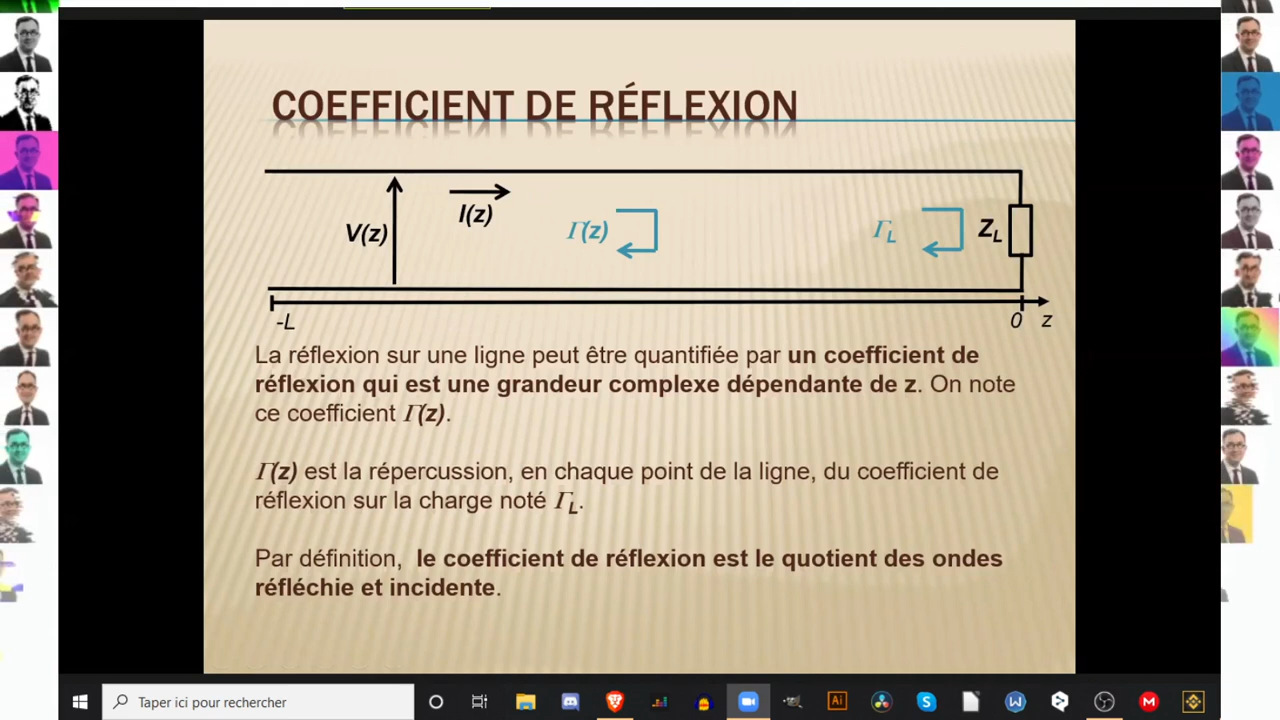 COEFFICIENT DE RÉFLEXION
V(z)
I(z)
Γ(z)
Γ_L
Z_L
-L
0
z
La réflexion sur une ligne peut être quantifiée par un coefficient de
réflexion qui est une grandeur complexe dépendante de z. On note
ce coefficient Γ(z).
Γ(z) est la répercussion, en chaque point de la ligne, du coefficient de
réflexion sur la charge noté Γ_L.
Par définition, le coefficient de réflexion est le quotient des ondes
réfléchie et incidente.
Taper ici pour rechercher